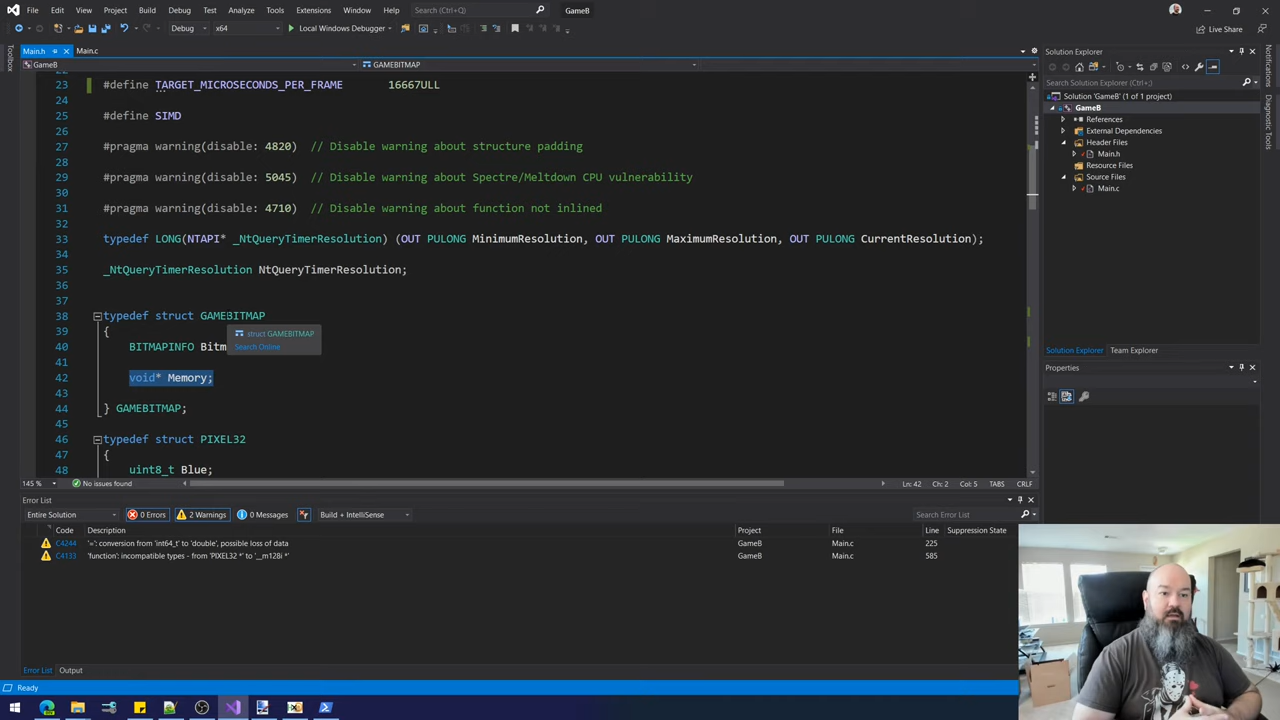 File Edit View Git Project Build Debug Test Analyze Tools Extensions Window Help Search (Ctrl+Q) GameB
Debug x64 Local Windows Debugger Live Share
Toolbox
Main.h Main.c
GameB GAMEBITMAP
23 #define TARGET_MICROSECONDS_PER_FRAME 16667ULL
24
25 #define SIMD
26
27 #pragma warning(disable: 4820) // Disable warning about structure padding
28
29 #pragma warning(disable: 5045) // Disable warning about Spectre/Meltdown CPU vulnerability
30
31 #pragma warning(disable: 4710) // Disable warning about function not inlined
32
33 typedef LONG(NTAPI* _NtQueryTimerResolution) (OUT PULONG MinimumResolution, OUT PULONG MaximumResolution, OUT PULONG CurrentResolution);
34
35 _NtQueryTimerResolution NtQueryTimerResolution;
36
37
38 typedef struct GAMEBITMAP
39 {
struct GAMEBITMAP
40 BITMAPINFO Bitm
Search Online
41
42 void* Memory;
43
44 } GAMEBITMAP;
45
46 typedef struct PIXEL32
47 {
48 uint8_t Blue;
145 % No issues found Ln: 42 Ch: 2 Col: 5 TABS CRLF
Solution Explorer
Search Solution Explorer (Ctrl+;)
Solution 'GameB' (1 of 1 project)
GameB
References
External Dependencies
Header Files
Main.h
Resource Files
Source Files
Main.c
Solution Explorer Team Explorer
Properties
Notifications
Diagnostic Tools
Error List
Entire Solution 0 Errors 2 Warnings 0 Messages Build + IntelliSense Search Error List
Code Description Project File Line Suppression State
C4244 '=': conversion from 'int64_t' to 'double', possible loss of data GameB Main.c 225
C4133 'function': incompatible types - from 'PIXEL32 *' to '__m128i *' GameB Main.c 585
Error List Output
Ready